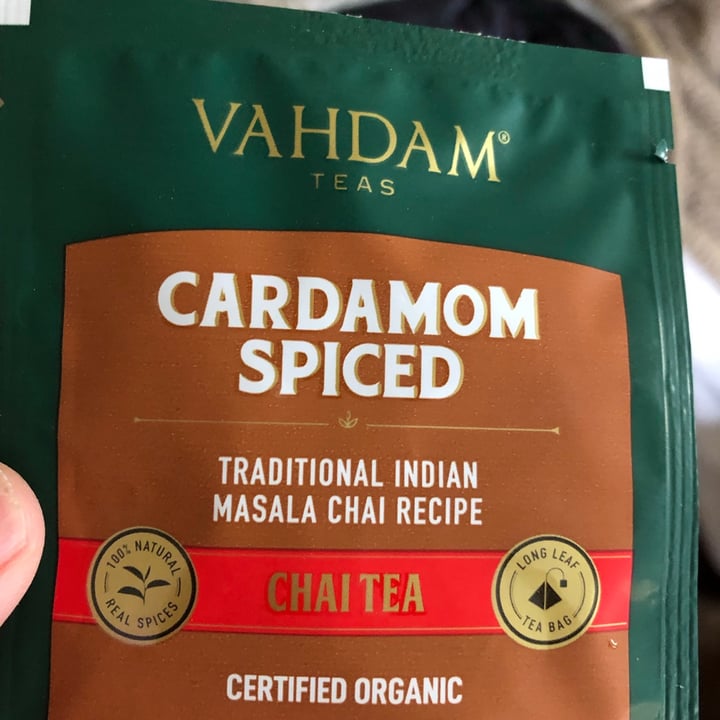 VAHDAM®
TEAS
CARDAMOM
SPICED
TRADITIONAL INDIAN
MASALA CHAI RECIPE
100% NATURAL
REAL SPICES
CHAI TEA
LONG LEAF
TEA BAG
CERTIFIED ORGANIC